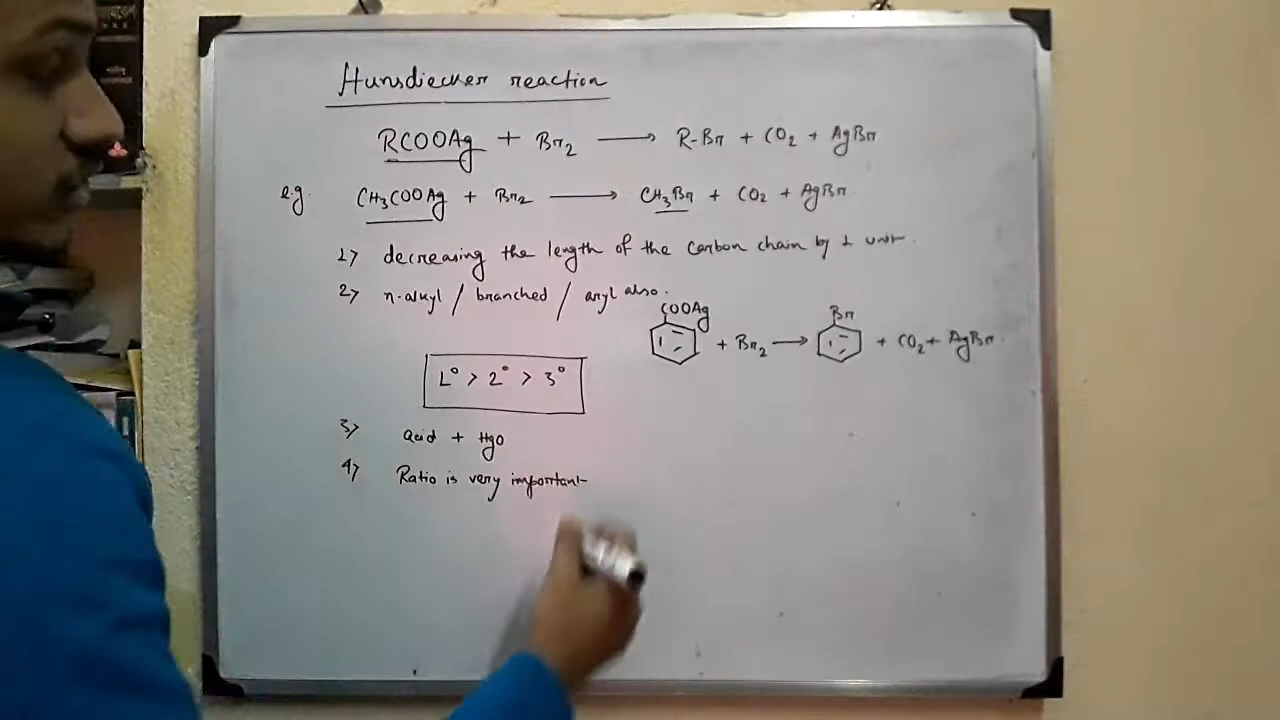 Hunsdiecker reaction
RCOOAg + Br2 ⟶ R-Br + CO2 + AgBr
e.g. CH3COOAg + Br2 ⟶ CH3Br + CO2 + AgBr
1) decreasing the length of the carbon chain by 1 unit.
2) n-alkyl / branched / aryl also.
COOAg Br
+ Br2 ⟶ + CO2 + AgBr
1° > 2° > 3°
3) acid + HgO
4) Ratio is very important